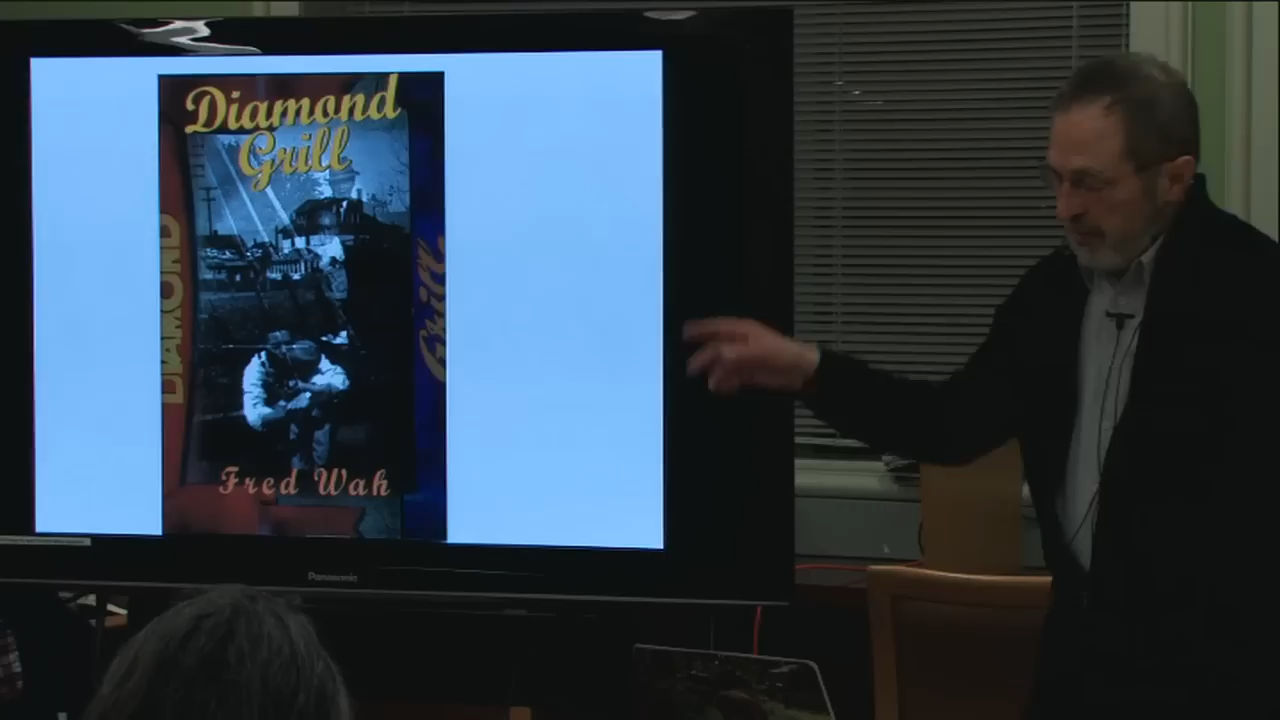 Diamond
Grill
DIAMOND
Grill
Fred Wah
Panasonic